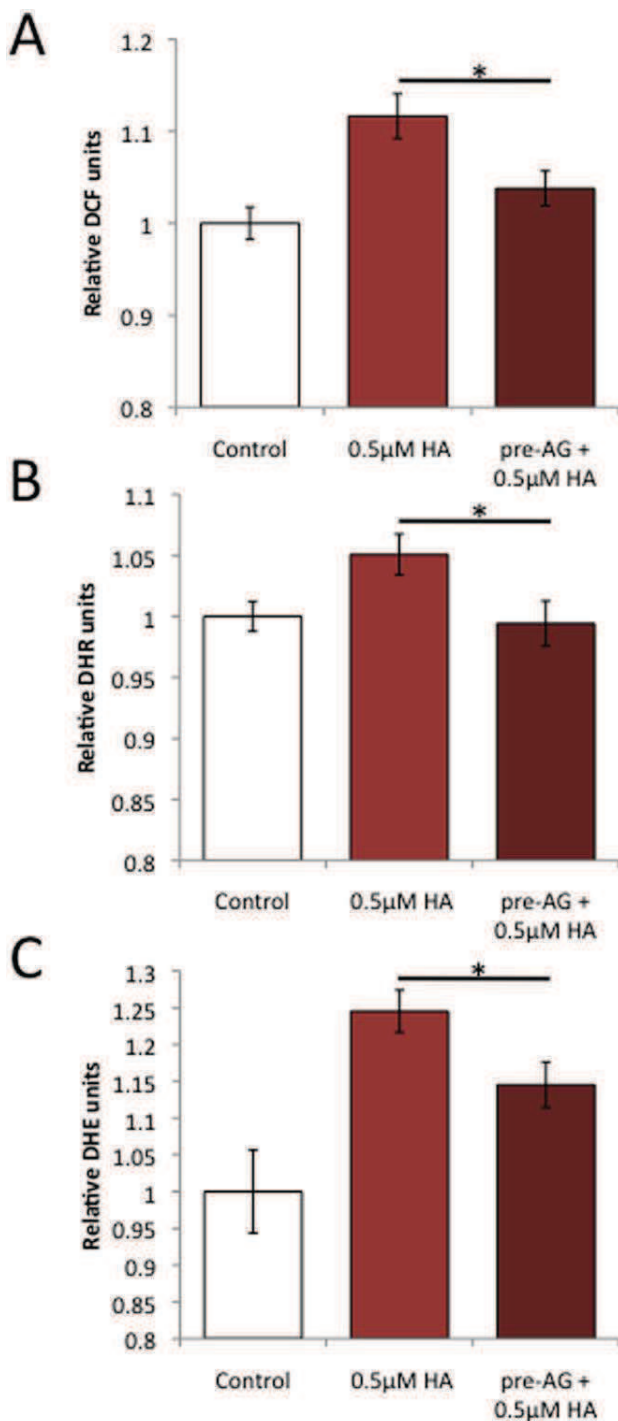 A
Relative DCF units
1.2
1.1
1
0.9
0.8
*
Control
0.5µM HA
pre-AG +
0.5µM HA
B
Relative DHR units
1.1
1.05
1
0.95
0.9
0.85
0.8
*
Control
0.5µM HA
pre-AG +
0.5µM HA
C
Relative DHE units
1.3
1.25
1.2
1.15
1.1
1.05
1
0.95
0.9
0.85
0.8
*
Control
0.5µM HA
pre-AG +
0.5µM HA